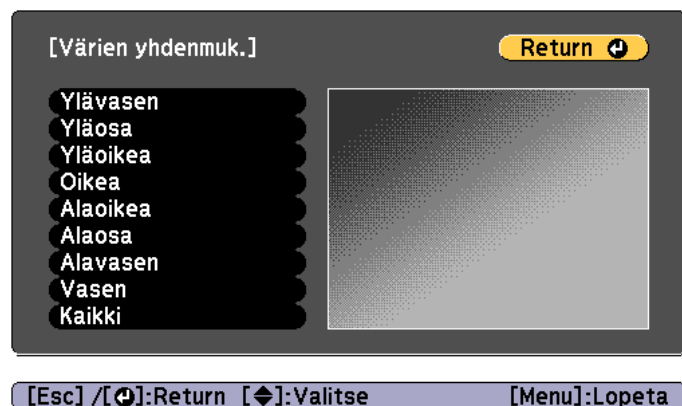 [Värien yhdenmuk.] Return
Ylävasen
Yläosa
Yläoikea
Oikea
Alaoikea
Alaosa
Alavasen
Vasen
Kaikki
[Esc] /[⏎]:Return [◆]:Valitse [Menu]:Lopeta